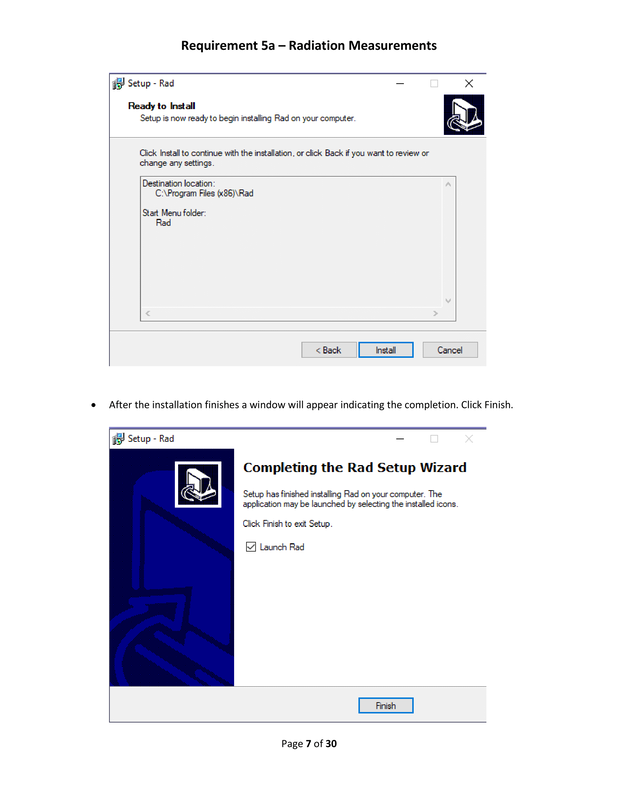 Requirement 5a – Radiation Measurements
Setup - Rad
Ready to Install
Setup is now ready to begin installing Rad on your computer.
Click Install to continue with the installation, or click Back if you want to review or
change any settings.
Destination location:
C:\Program Files (x86)\Rad
Start Menu folder:
Rad
< Back
Install
Cancel
• After the installation finishes a window will appear indicating the completion. Click Finish.
Setup - Rad
Completing the Rad Setup Wizard
Setup has finished installing Rad on your computer. The
application may be launched by selecting the installed icons.
Click Finish to exit Setup.
Launch Rad
Finish
Page 7 of 30